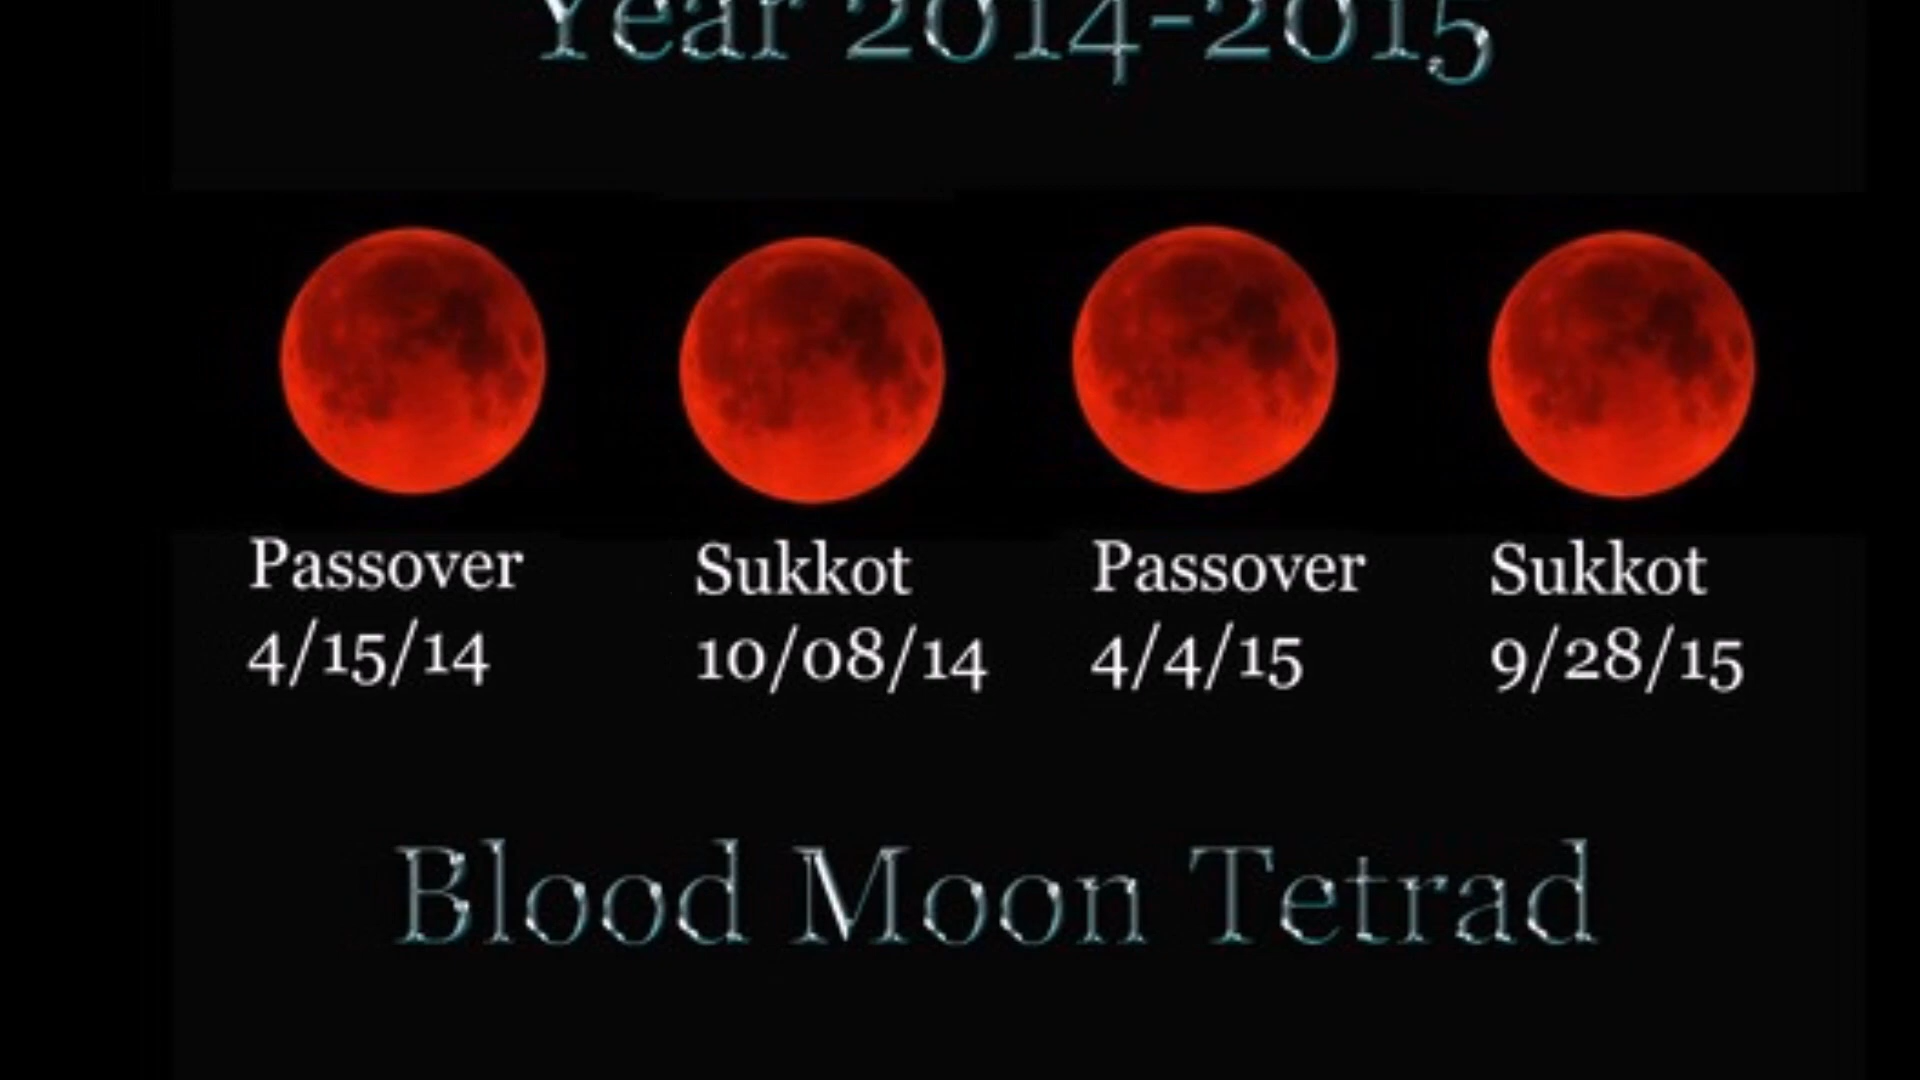 Year 2014-2015
Passover Sukkot Passover Sukkot
4/15/14 10/08/14 4/4/15 9/28/15
Blood Moon Tetrad